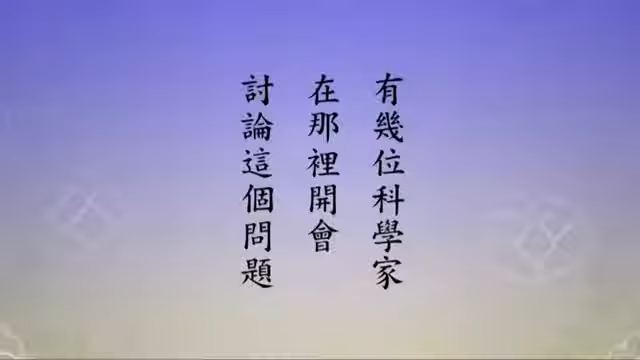 有幾位科學家
在那裡開會
討論這個問題